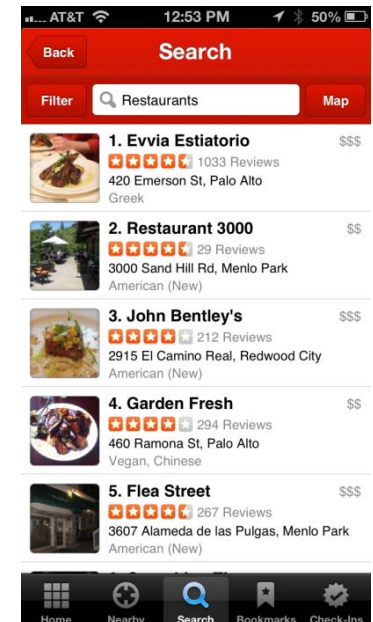 AT&T 12:53 PM 50%
Back Search
Filter Restaurants Map
1. Evvia Estiatorio $$$
1033 Reviews
420 Emerson St, Palo Alto
Greek
2. Restaurant 3000 $$
29 Reviews
3000 Sand Hill Rd, Menlo Park
American (New)
3. John Bentley's $$$
212 Reviews
2915 El Camino Real, Redwood City
American (New)
4. Garden Fresh $$
294 Reviews
460 Ramona St, Palo Alto
Vegan, Chinese
5. Flea Street $$$
267 Reviews
3607 Alameda de las Pulgas, Menlo Park
American (New)
Home Nearby Search Bookmarks Check-Ins